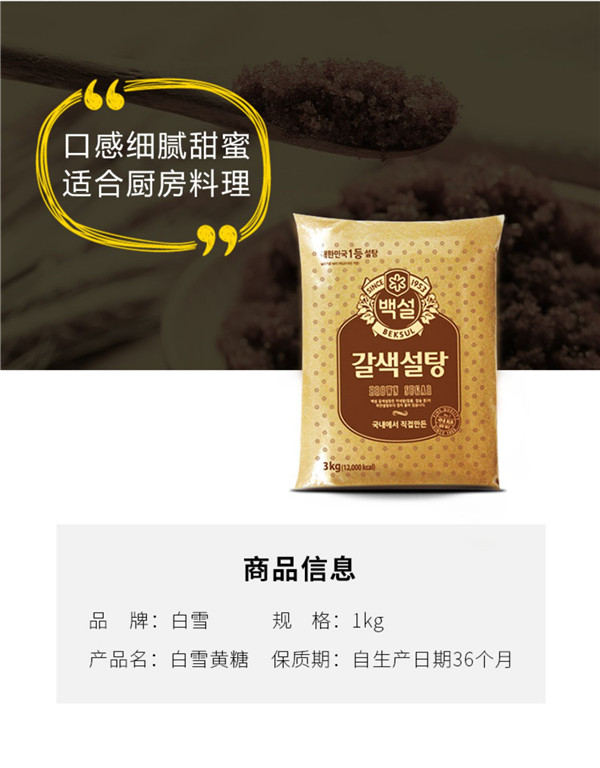 口感细腻甜蜜
适合厨房料理
대한민국 1등 설탕
SINCE 1953
백설
BEKSUL
갈색설탕
BROWN SUGAR
국내에서 직접만든
3kg(12,000 kcal)
商品信息
品 牌：白雪 规 格：1kg
产品名：白雪黄糖 保质期：自生产日期36个月